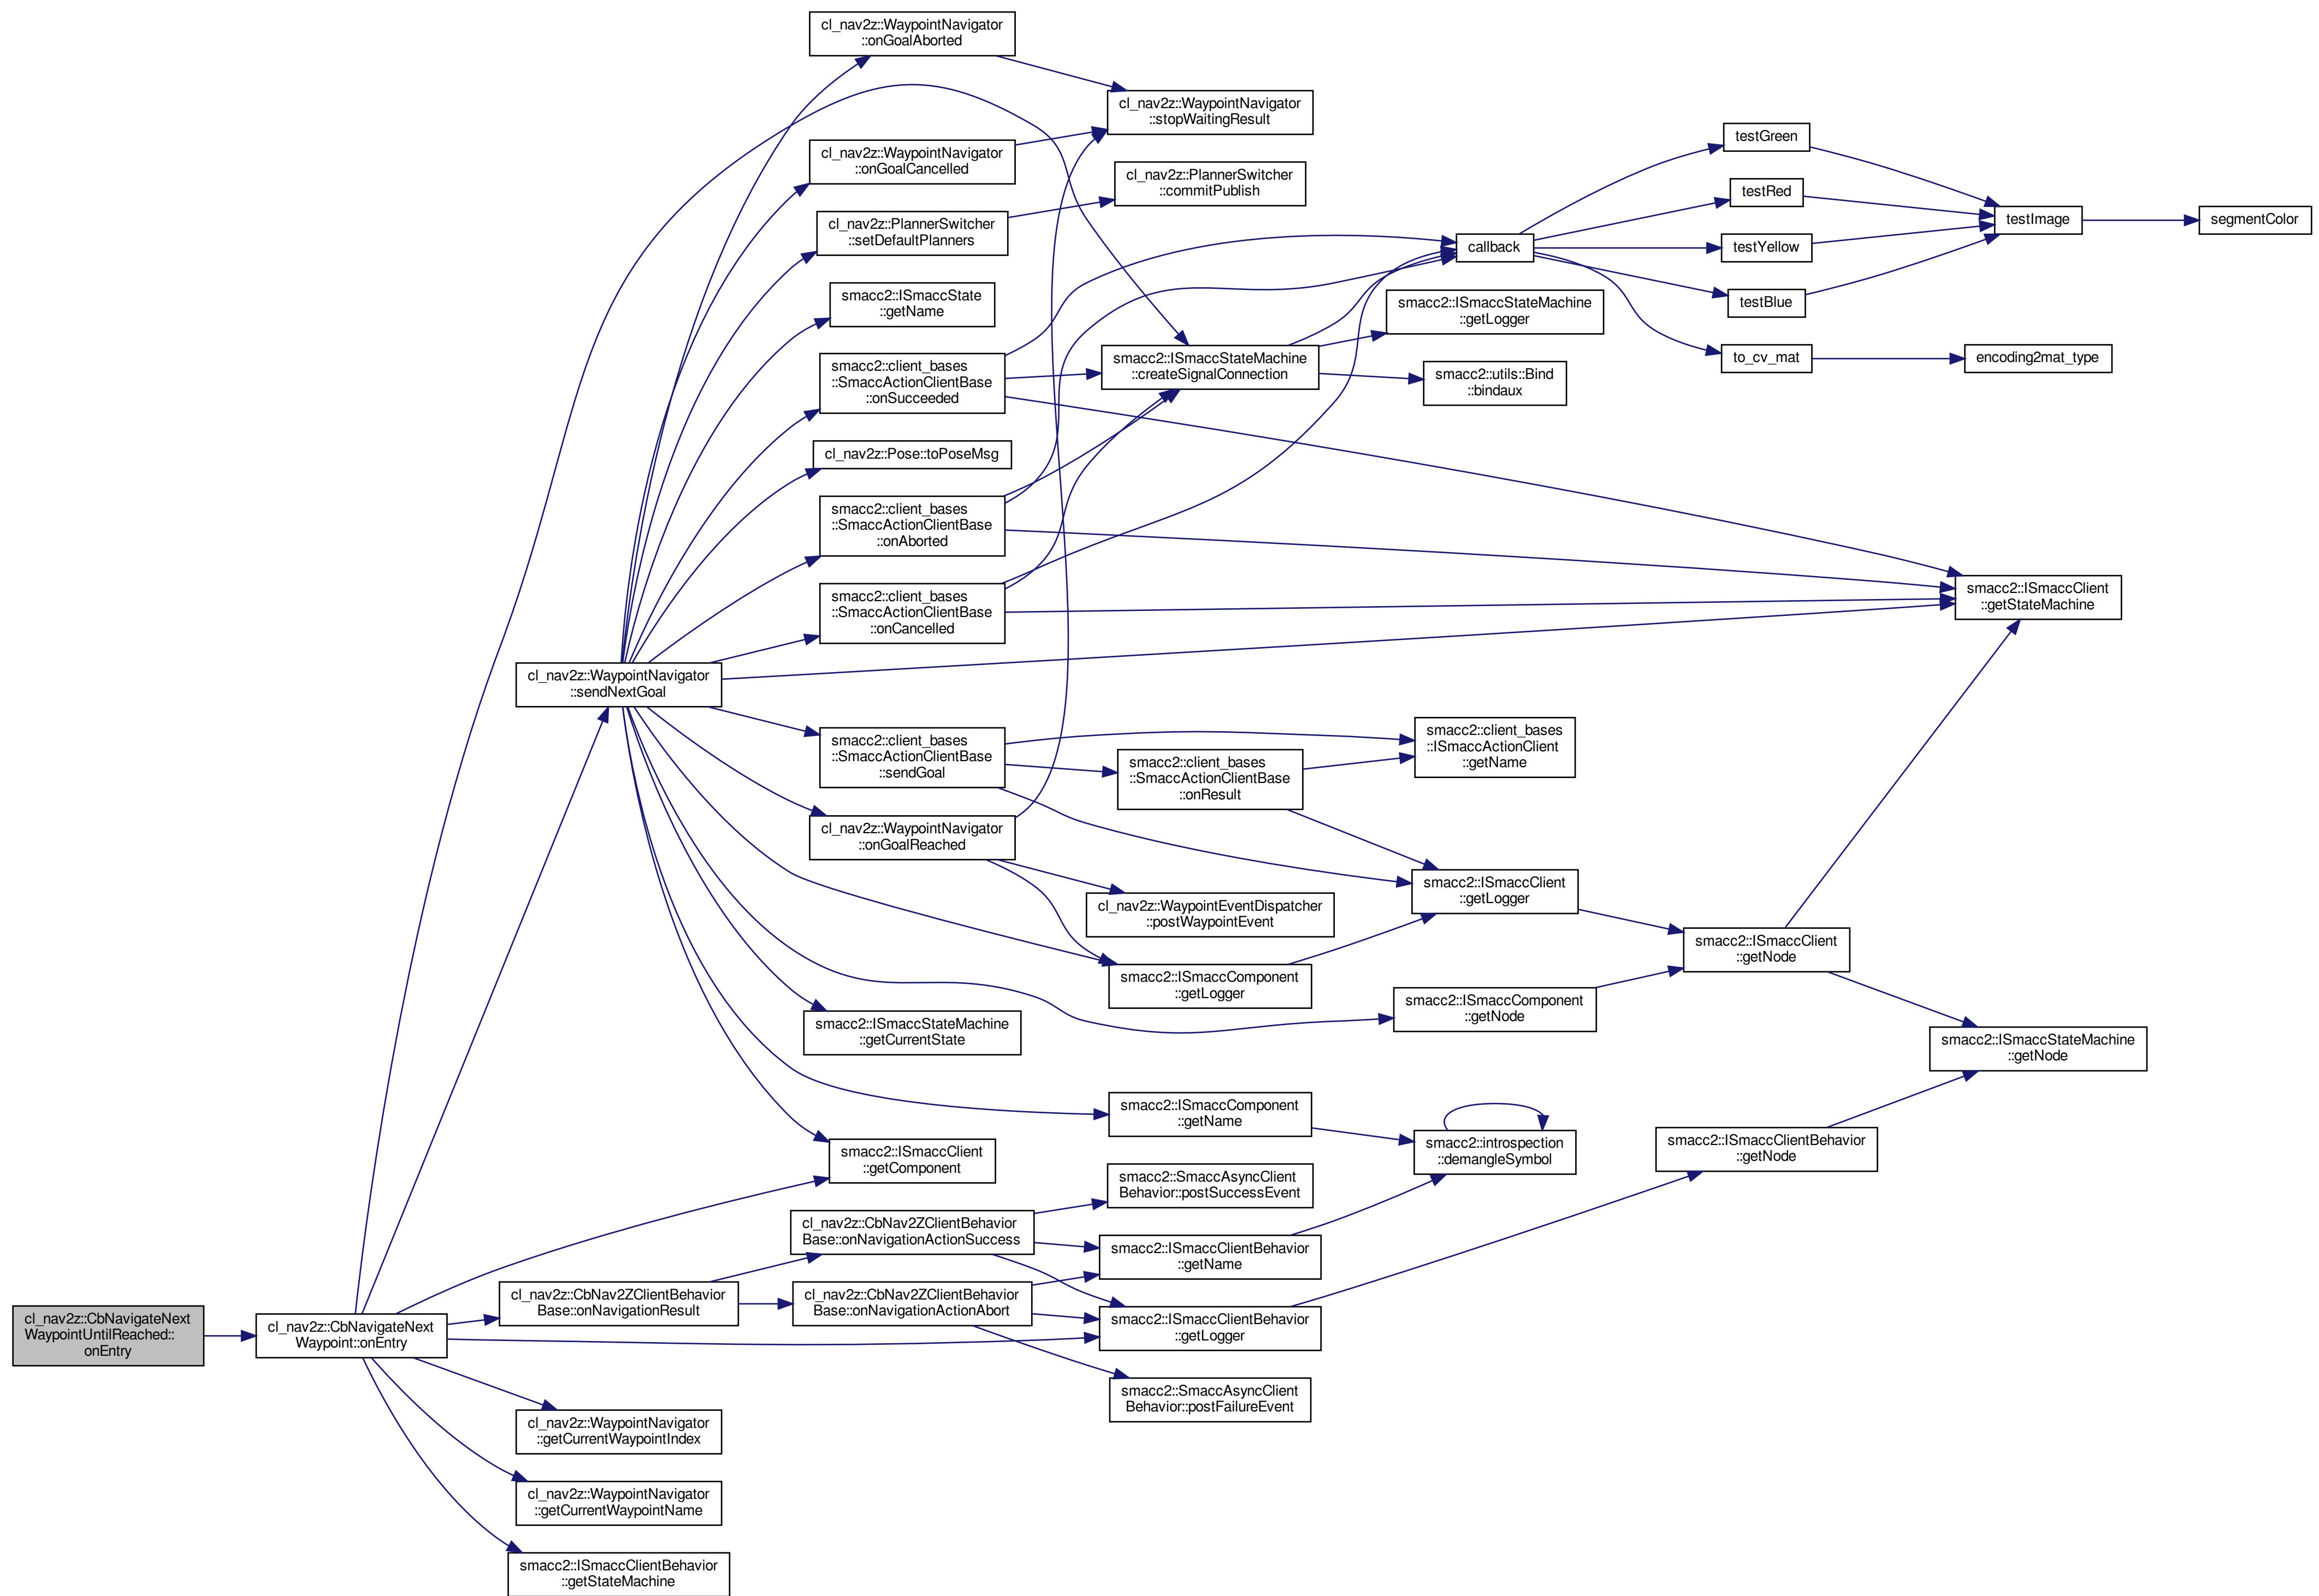 cl_nav2z::WaypointNavigator
::onGoalAborted
cl_nav2z::WaypointNavigator
::stopWaitingResult
cl_nav2z::WaypointNavigator
::onGoalCancelled
cl_nav2z::PlannerSwitcher
::commitPublish
cl_nav2z::PlannerSwitcher
::setDefaultPlanners
smacc2::ISmaccState
::getName
smacc2::client_bases
::SmaccActionClientBase
::onSucceeded
cl_nav2z::Pose::toPoseMsg
smacc2::client_bases
::SmaccActionClientBase
::onAborted
smacc2::client_bases
::SmaccActionClientBase
::onCancelled
smacc2::ISmaccStateMachine
::createSignalConnection
callback
smacc2::ISmaccStateMachine
::getLogger
smacc2::utils::Bind
::bindaux
testGreen
testRed
testYellow
testBlue
to_cv_mat
testImage
segmentColor
encoding2mat_type
smacc2::ISmaccClient
::getStateMachine
cl_nav2z::WaypointNavigator
::sendNextGoal
smacc2::client_bases
::SmaccActionClientBase
::sendGoal
smacc2::client_bases
::SmaccActionClientBase
::onResult
smacc2::client_bases
::ISmaccActionClient
::getName
cl_nav2z::WaypointNavigator
::onGoalReached
cl_nav2z::WaypointEventDispatcher
::postWaypointEvent
smacc2::ISmaccClient
::getLogger
smacc2::ISmaccClient
::getNode
smacc2::ISmaccComponent
::getLogger
smacc2::ISmaccComponent
::getNode
smacc2::ISmaccStateMachine
::getCurrentState
smacc2::ISmaccStateMachine
::getNode
smacc2::ISmaccComponent
::getName
smacc2::introspection
::demangleSymbol
smacc2::ISmaccClientBehavior
::getNode
smacc2::ISmaccClient
::getComponent
smacc2::SmaccAsyncClient
Behavior::postSuccessEvent
cl_nav2z::CbNav2ZClientBehavior
Base::onNavigationActionSuccess
smacc2::ISmaccClientBehavior
::getName
cl_nav2z::CbNav2ZClientBehavior
Base::onNavigationResult
cl_nav2z::CbNav2ZClientBehavior
Base::onNavigationActionAbort
smacc2::ISmaccClientBehavior
::getLogger
cl_nav2z::CbNavigateNext
WaypointUntilReached::
onEntry
cl_nav2z::CbNavigateNext
Waypoint::onEntry
smacc2::SmaccAsyncClient
Behavior::postFailureEvent
cl_nav2z::WaypointNavigator
::getCurrentWaypointIndex
cl_nav2z::WaypointNavigator
::getCurrentWaypointName
smacc2::ISmaccClientBehavior
::getStateMachine